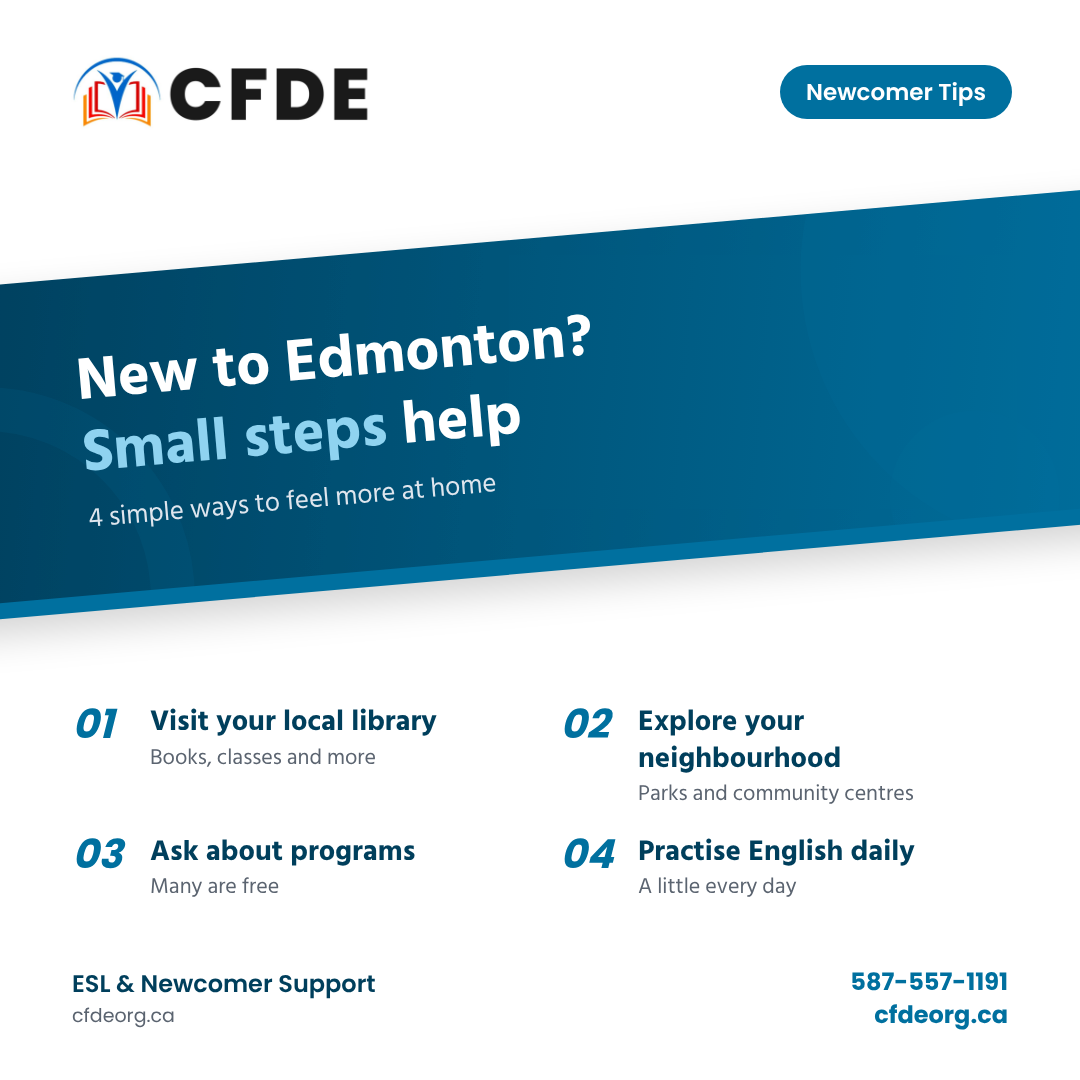 CFDE
Newcomer Tips
New to Edmonton?
Small steps help
4 simple ways to feel more at home
01
Visit your local library
Books, classes and more
02
Explore your
neighbourhood
Parks and community centres
03
Ask about programs
Many are free
04
Practise English daily
A little every day
ESL & Newcomer Support
cfdeorg.ca
587-557-1191
cfdeorg.ca